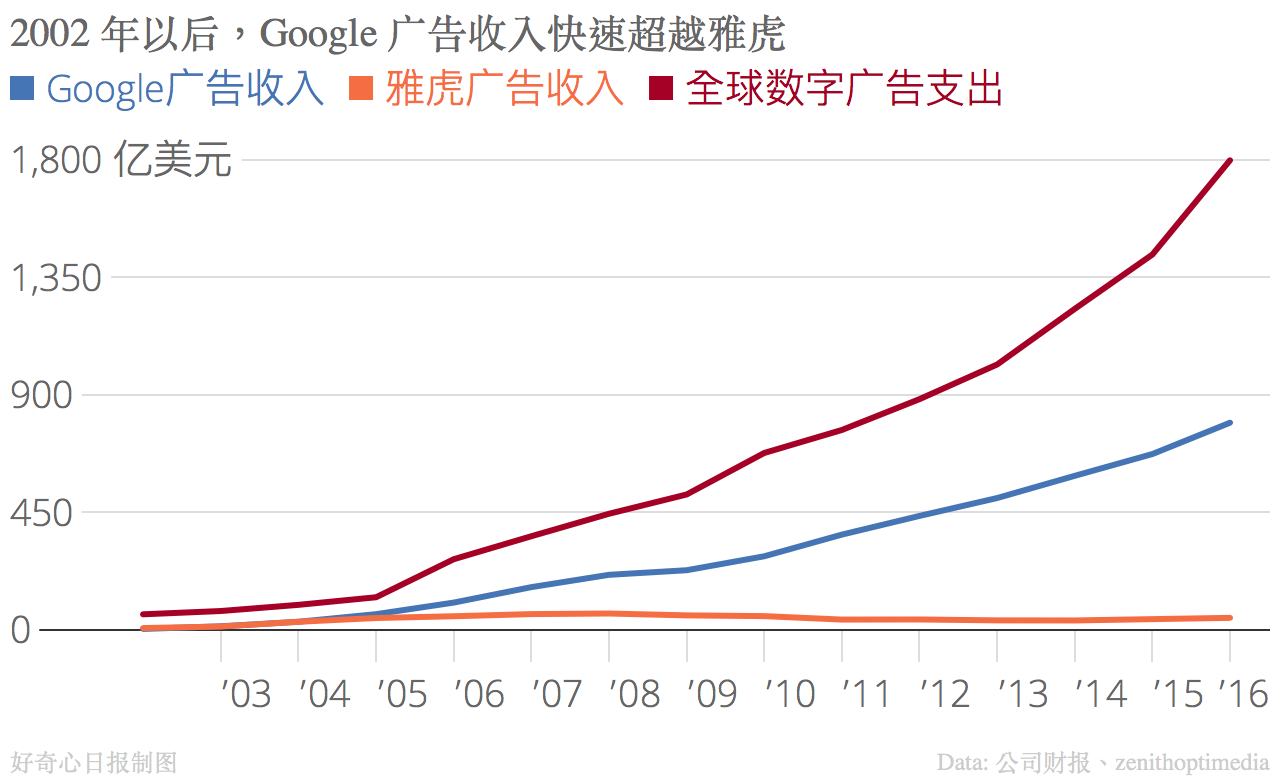 2002 年以后，Google 广告收入快速超越雅虎
Google广告收入 雅虎广告收入 全球数字广告支出
1,800 亿美元
1,350
900
450
0
’03 ’04 ’05 ’06 ’07 ’08 ’09 ’10 ’11 ’12 ’13 ’14 ’15 ’16
好奇心日报制图 Data: 公司财报、zenithoptimedia